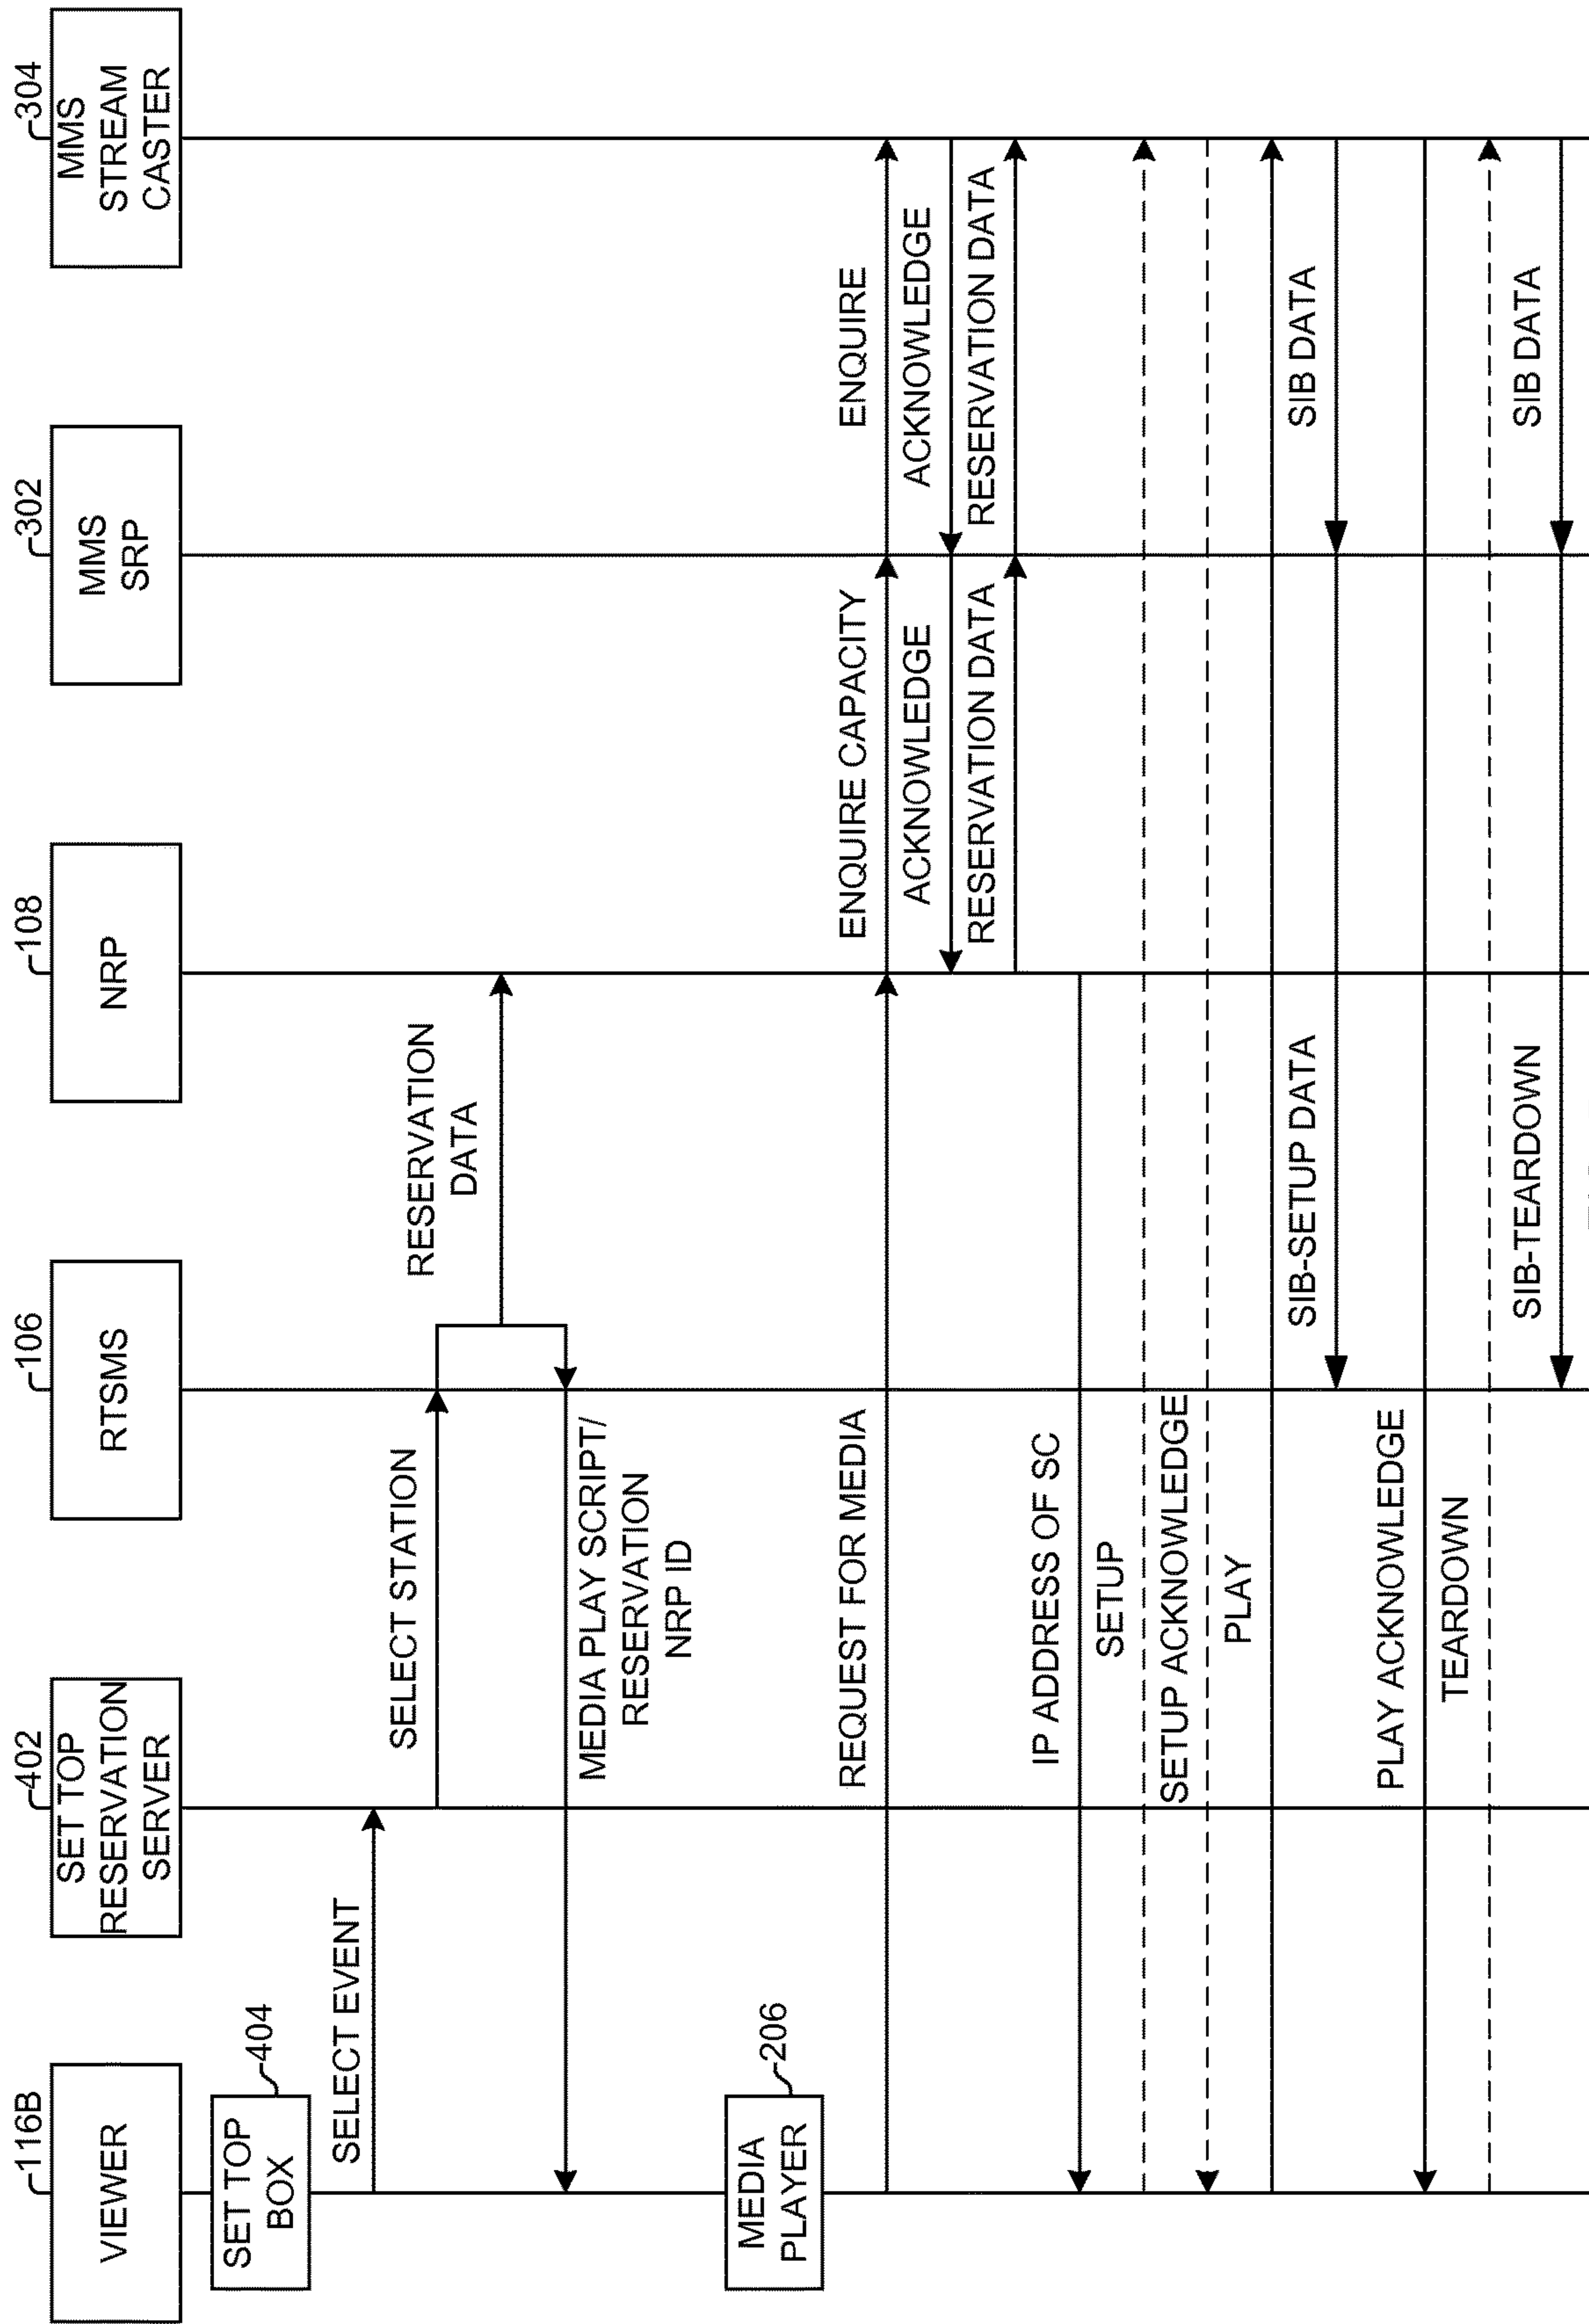 116B
VIEWER
402
SET TOP
RESERVATION
SERVER
106
RTSMS
108
NRP
302
MMS
SRP
304
MMS
STREAM
CASTER
SET TOP
BOX
404
SELECT EVENT
SELECT STATION
RESERVATION
DATA
MEDIA PLAY SCRIPT/
RESERVATION
NRP ID
MEDIA
PLAYER
206
REQUEST FOR MEDIA
ENQUIRE CAPACITY
ENQUIRE
ACKNOWLEDGE
ACKNOWLEDGE
RESERVATION DATA
RESERVATION DATA
IP ADDRESS OF SC
SETUP
SETUP ACKNOWLEDGE
PLAY
SIB-SETUP DATA
SIB DATA
PLAY ACKNOWLEDGE
TEARDOWN
SIB-TEARDOWN
SIB DATA